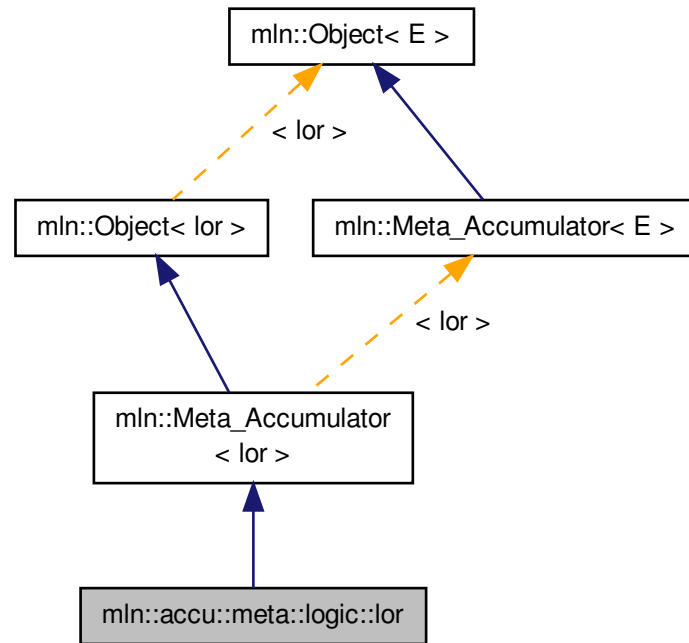 mln::Object< E >
< lor >
mln::Object< lor >
mln::Meta_Accumulator< E >
< lor >
mln::Meta_Accumulator
< lor >
mln::accu::meta::logic::lor